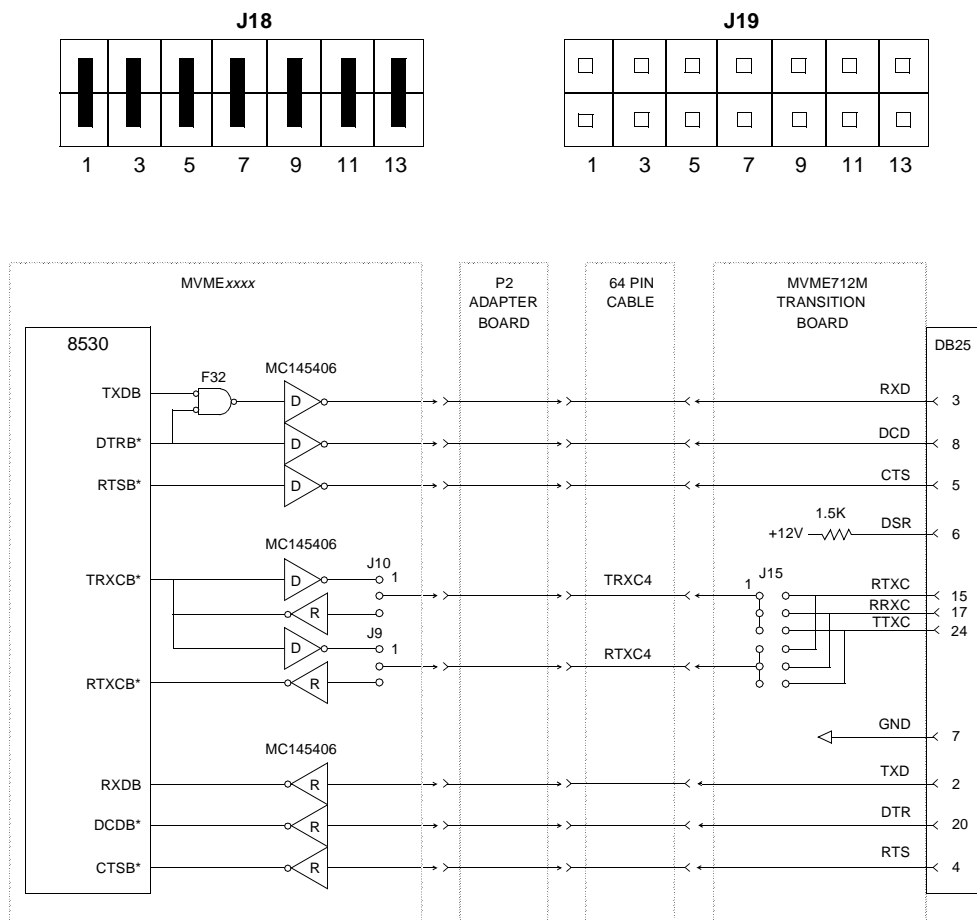 J18
J19
1 3 5 7 9 11 13
1 3 5 7 9 11 13
MVMExxxx
P2
ADAPTER
BOARD
64 PIN
CABLE
MVME712M
TRANSITION
BOARD
8530
DB25
MC145406
F32
TXDB
D
RXD
3
DTRB*
D
DCD
8
RTSB*
D
CTS
5
1.5K
+12V
DSR
6
MC145406
J10
TRXCB*
D
1
TRXC4
1
J15
RTXC
15
R
RRXC
17
TTXC
24
J9
D
1
RTXC4
RTXCB*
R
GND
7
MC145406
RXDB
R
TXD
2
DCDB*
R
DTR
20
CTSB*
R
RTS
4